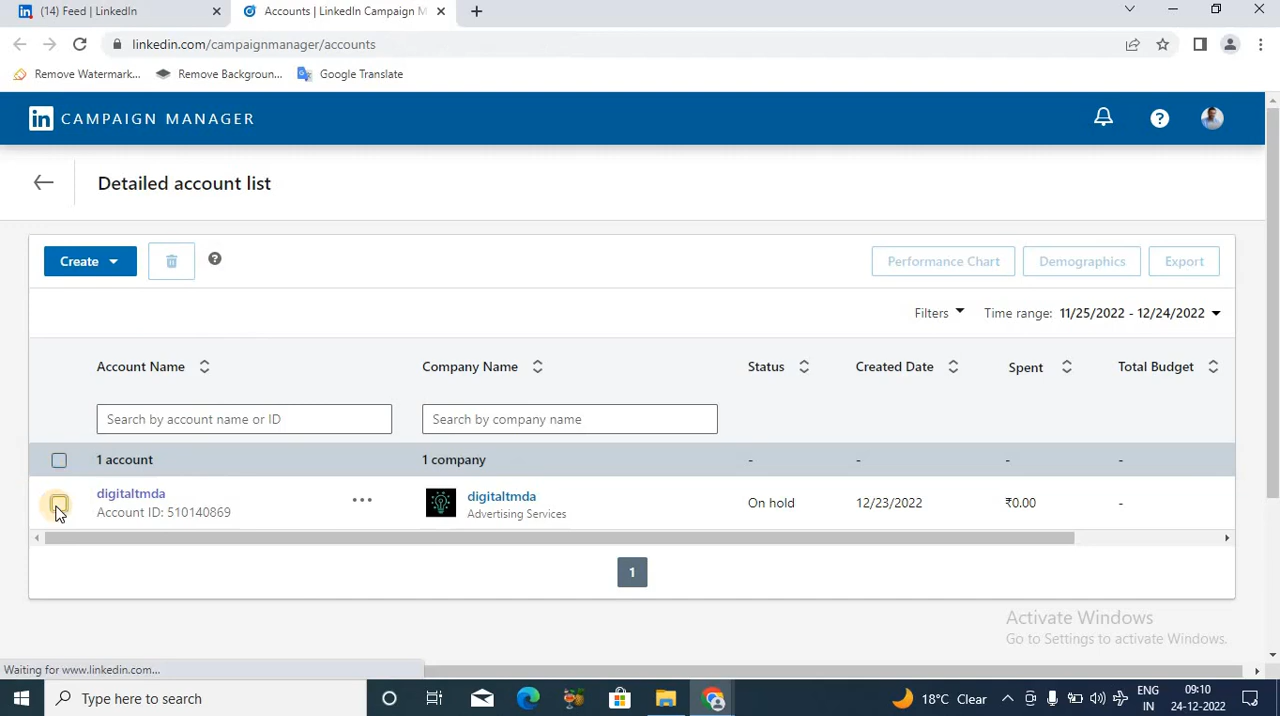 (14) Feed | LinkedIn
Accounts | LinkedIn Campaign M
linkedin.com/campaignmanager/accounts
Remove Watermark...
Remove Backgroun...
Google Translate
in CAMPAIGN MANAGER
Detailed account list
Create
Performance Chart
Demographics
Export
Filters
Time range: 11/25/2022 - 12/24/2022
Account Name
Company Name
Status
Created Date
Spent
Total Budget
Search by account name or ID
Search by company name
1 account
1 company
-
-
-
-
digitaltmda
Account ID: 510140869
digitaltmda
Advertising Services
On hold
12/23/2022
₹0.00
-
1
Activate Windows
Go to Settings to activate Windows.
Waiting for www.linkedin.com...
Type here to search
18°C Clear
ENG
IN
09:10
24-12-2022